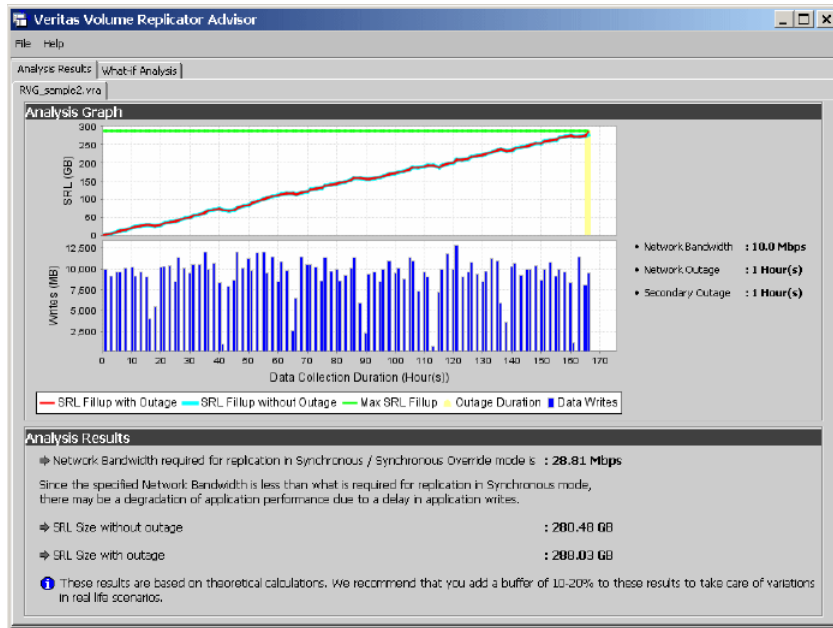 Veritas Volume Replicator Advisor
File Help
Analysis Results What-if Analysis
RVG_sample2.vra
Analysis Graph
300
250
200
150
100
50
0
SRL (GB)
12,500
10,000
7,500
5,000
2,500
Writes (MB)
0 10 20 30 40 50 60 70 80 90 100 110 120 130 140 150 160 170
Data Collection Duration (Hour(s))
• Network Bandwidth : 10.0 Mbps
• Network Outage : 1 Hour(s)
• Secondary Outage : 1 Hour(s)
SRL Fillup with Outage SRL Fillup without Outage Max SRL Fillup Outage Duration Data Writes
Analysis Results
Network Bandwidth required for replication in Synchronous / Synchronous Override mode is : 28.81 Mbps
Since the specified Network Bandwidth is less than what is required for replication in Synchronous mode,
there may be a degradation of application performance due to a delay in application writes.
SRL Size without outage : 280.48 GB
SRL Size with outage : 288.03 GB
These results are based on theoretical calculations. We recommend that you add a buffer of 10-20% to these results to take care of variations
in real life scenarios.